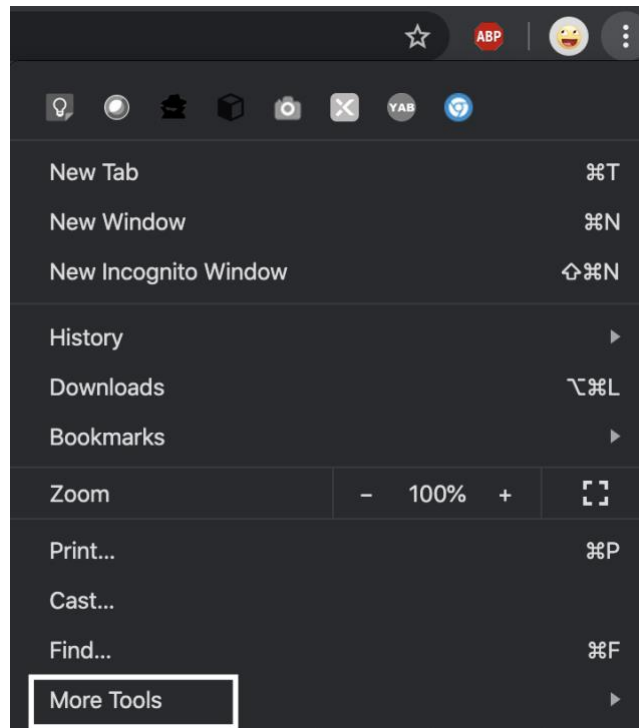 ABP
YAB
New Tab ⌘T
New Window ⌘N
New Incognito Window ⇧⌘N
History
Downloads ⌥⌘L
Bookmarks
Zoom - 100% +
Print... ⌘P
Cast...
Find... ⌘F
More Tools